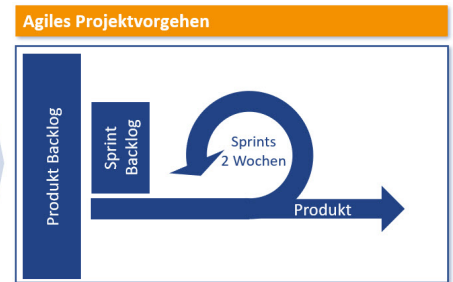 Agiles Projektvorgehen
Produkt Backlog
Sprint
Backlog
Sprints
2 Wochen
Produkt